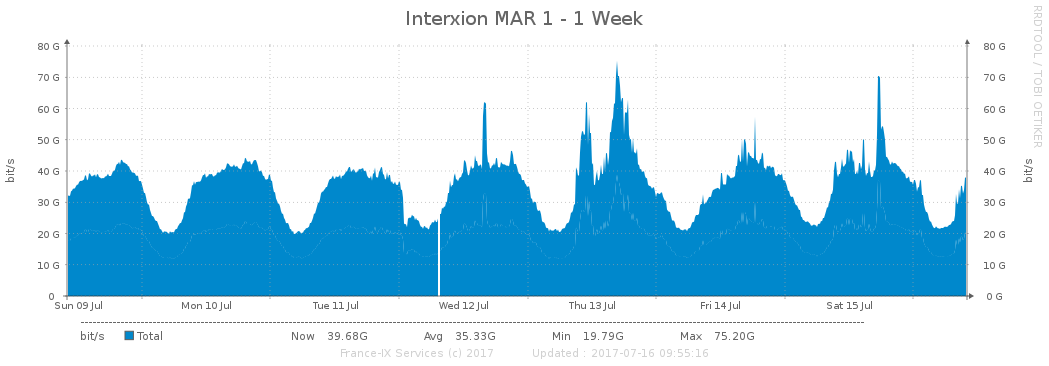 Interxion MAR 1 - 1 Week
RRDTOOL / TOBI OETIKER
bit/s
80 G
70 G
60 G
50 G
40 G
30 G
20 G
10 G
0
80 G
70 G
60 G
50 G
40 G
30 G
20 G
10 G
0 G
bit/s
Sun 09 Jul Mon 10 Jul Tue 11 Jul Wed 12 Jul Thu 13 Jul Fri 14 Jul Sat 15 Jul
bit/s Total Now 39.68G Avg 35.33G Min 19.79G Max 75.20G
France-IX Services (c) 2017 Updated : 2017-07-16 09:55:16